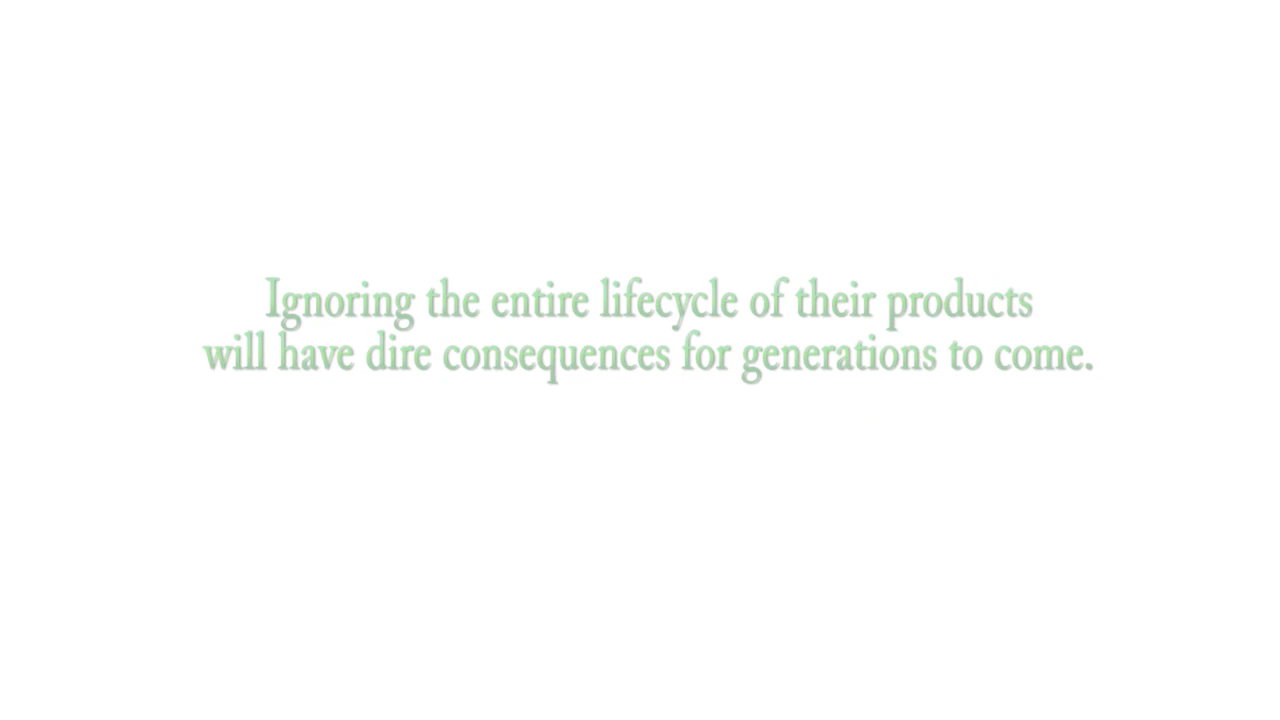 Ignoring the entire lifecycle of their products
will have dire consequences for generations to come.